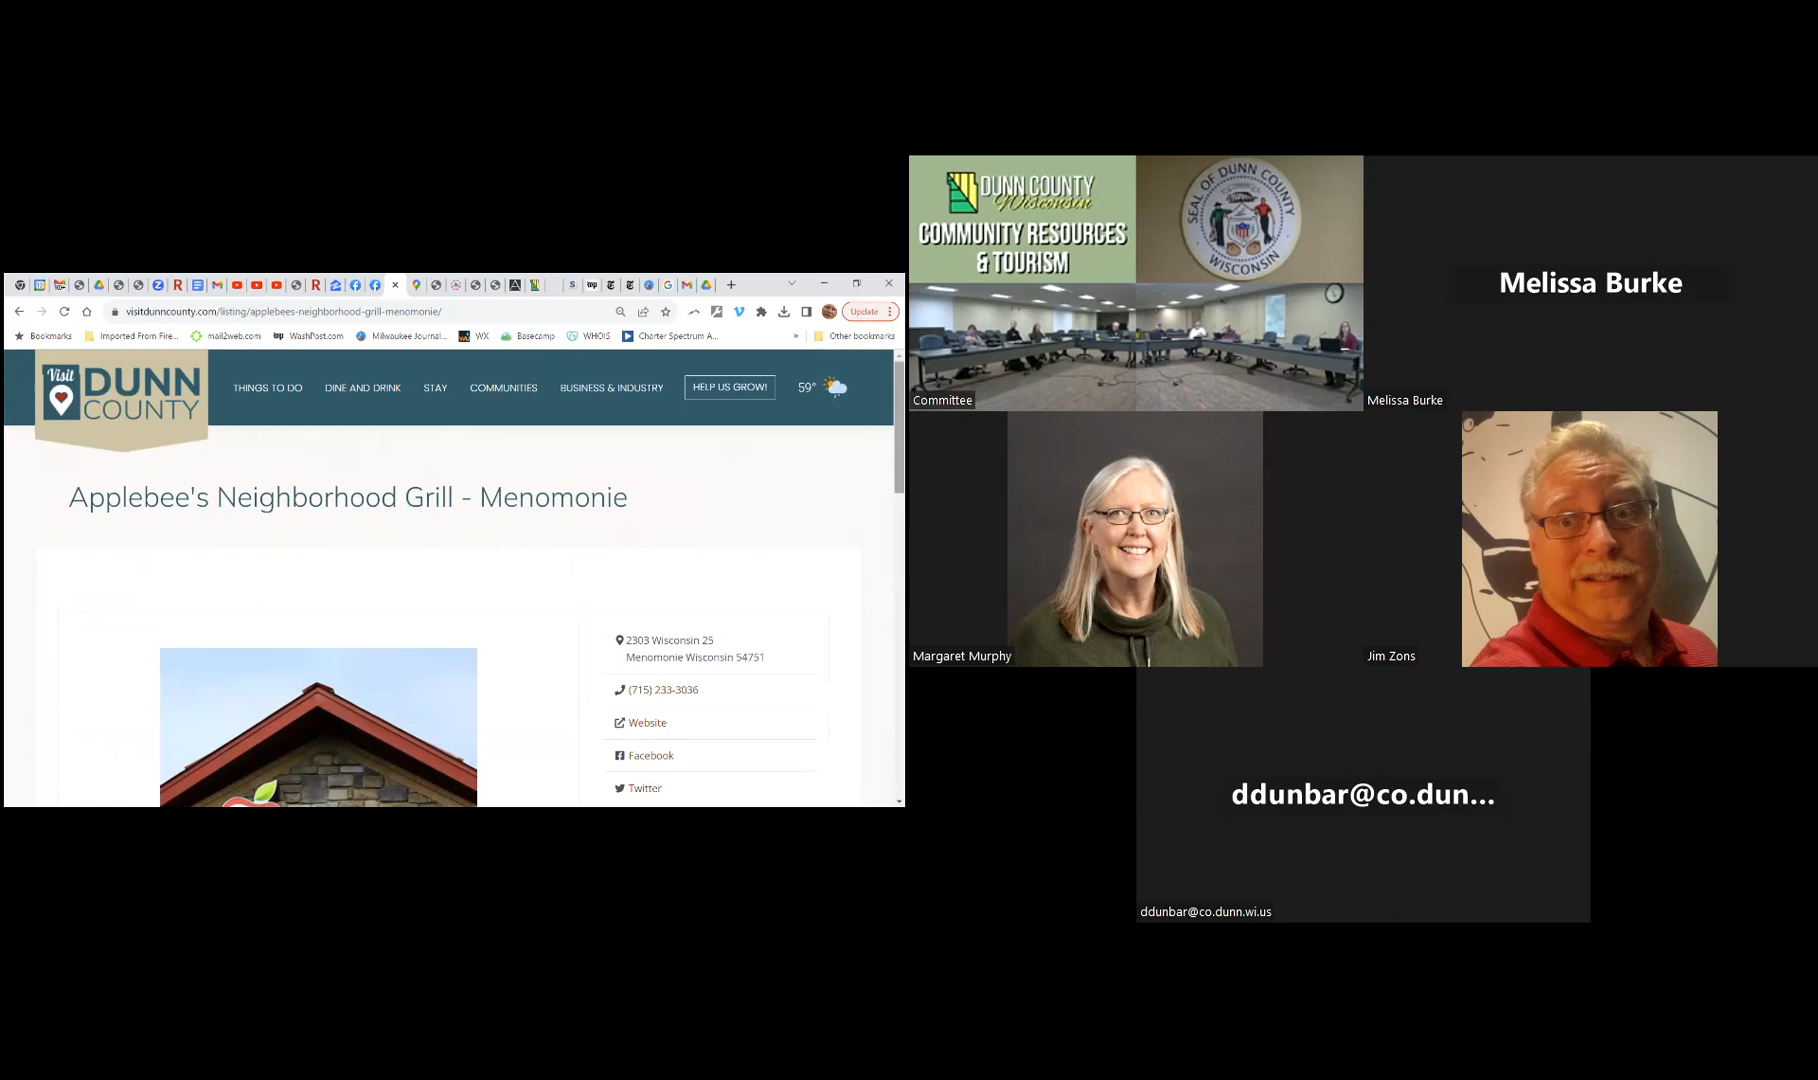 visitdunncounty.com/listing/applebees-neighborhood-grill-menomonie/
Update
Bookmarks
Imported From Fire...
mail2web.com
WashPost.com
Milwaukee Journal...
WX
Basecamp
WHOIS
Charter Spectrum A...
»
Other bookmarks
Visit
DUNN
COUNTY
THINGS TO DO
DINE AND DRINK
STAY
COMMUNITIES
BUSINESS & INDUSTRY
HELP US GROW!
59°
Applebee's Neighborhood Grill - Menomonie
2303 Wisconsin 25
Menomonie Wisconsin 54751
(715) 233-3036
Website
Facebook
Twitter
DUNN COUNTY
Wisconsin
COMMUNITY RESOURCES
& TOURISM
SEAL OF DUNN COUNTY
WISCONSIN
Committee
Melissa Burke
Melissa Burke
Margaret Murphy
Jim Zons
ddunbar@co.dun...
ddunbar@co.dunn.wi.us